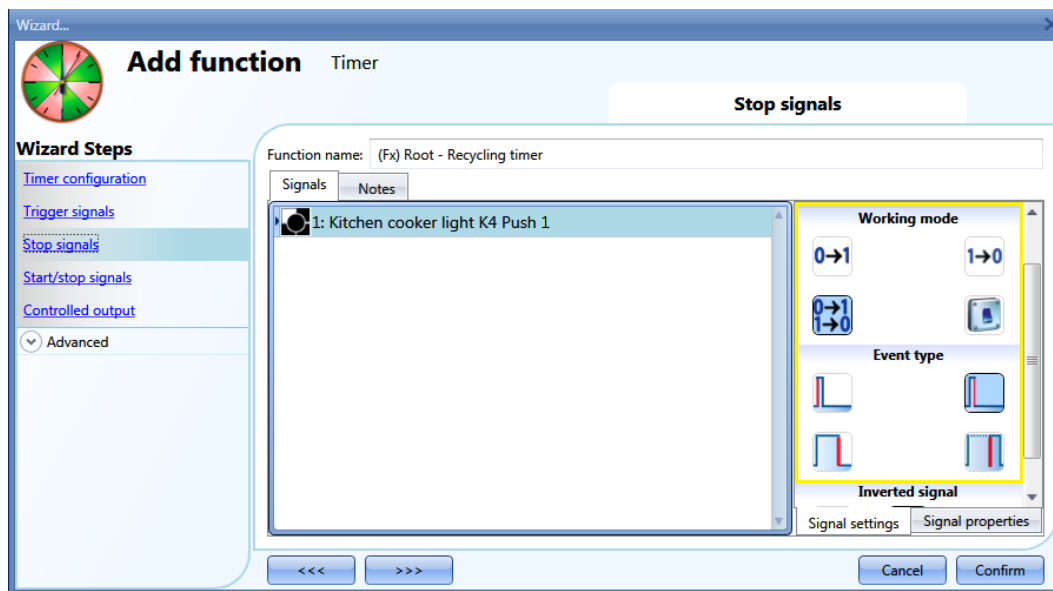 Wizard...
Add function Timer
Stop signals
Wizard Steps
Timer configuration
Trigger signals
Stop signals
Start/stop signals
Controlled output
Advanced
Function name: (Fx) Root - Recycling timer
Signals Notes
1: Kitchen cooker light K4 Push 1
Working mode
0→1 1→0
0→1
1→0
Event type
Inverted signal
Signal settings Signal properties
<<< >>> Cancel Confirm